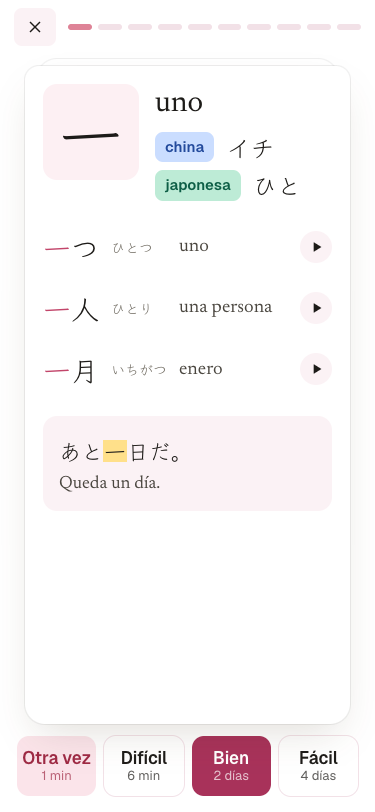 一
uno
china イチ
japonesa ひと
一つ ひとつ uno
一人 ひとり una persona
一月 いちがつ enero
あと一日だ。
Queda un día.
Otra vez Difícil Bien Fácil
1 min 6 min 2 días 4 días